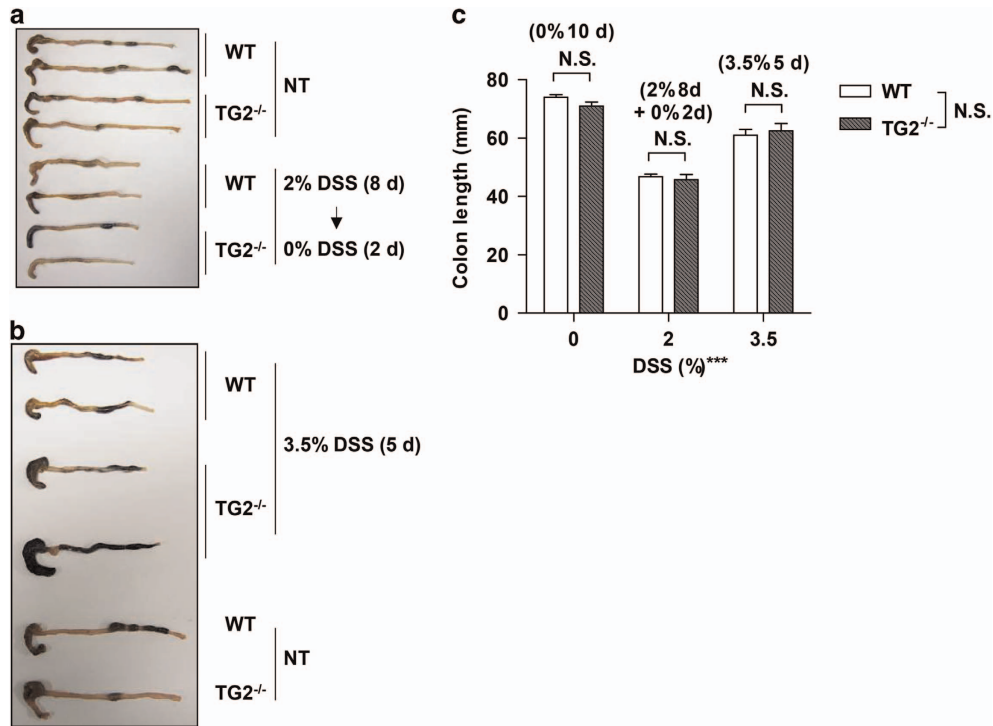 a
WT
NT
TG2-/-
WT
2% DSS (8 d)
TG2-/-
0% DSS (2 d)
b
WT
3.5% DSS (5 d)
TG2-/-
WT
NT
TG2-/-
c
(0% 10 d)
N.S.
(2% 8d
+ 0% 2d)
N.S.
(3.5% 5 d)
N.S.
WT
TG2-/-
N.S.
Colon length (mm)
80
60
40
20
0
0
2
3.5
DSS (%)***